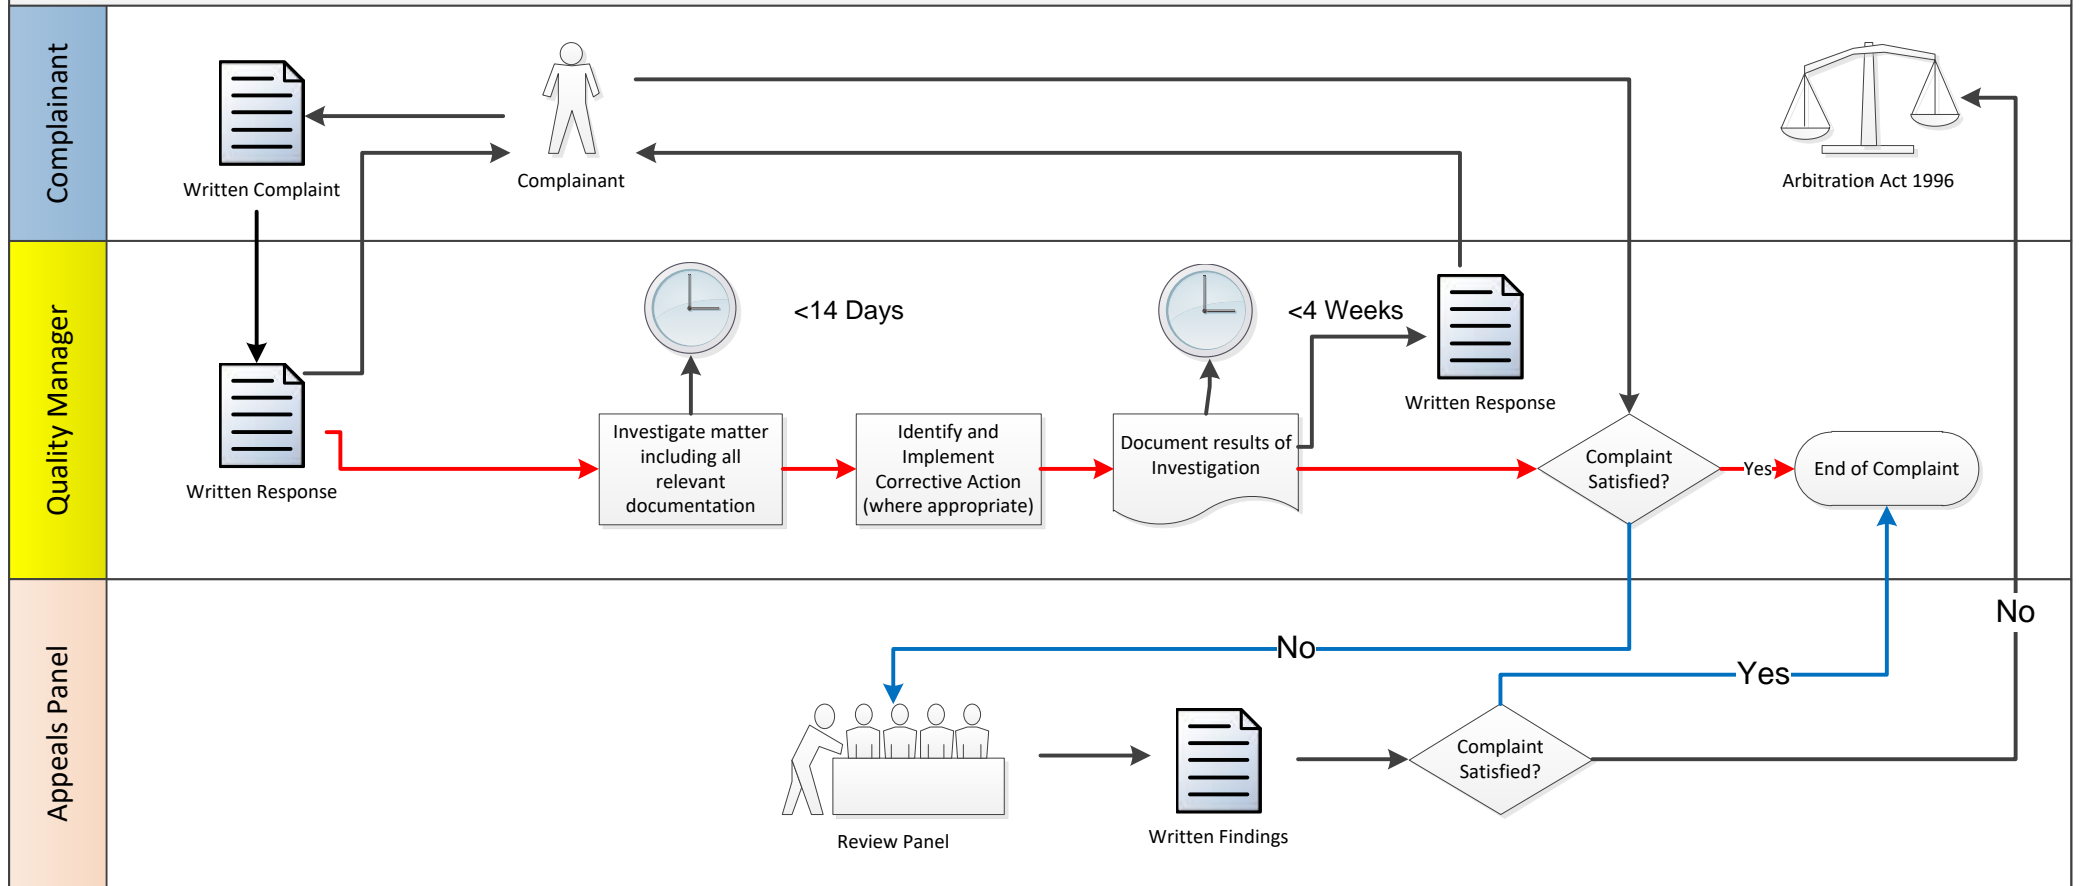 Complainant
Written Complaint
Complainant
Arbitration Act 1996
Quality Manager
<14 Days
<4 Weeks
Written Response
Written Response
Investigate matter
including all
relevant
documentation
Identify and
Implement
Corrective Action
(where appropriate)
Document results of
Investigation
Complaint
Satisfied?
Yes
End of Complaint
Appeals Panel
No
No
Yes
Review Panel
Written Findings
Complaint
Satisfied?